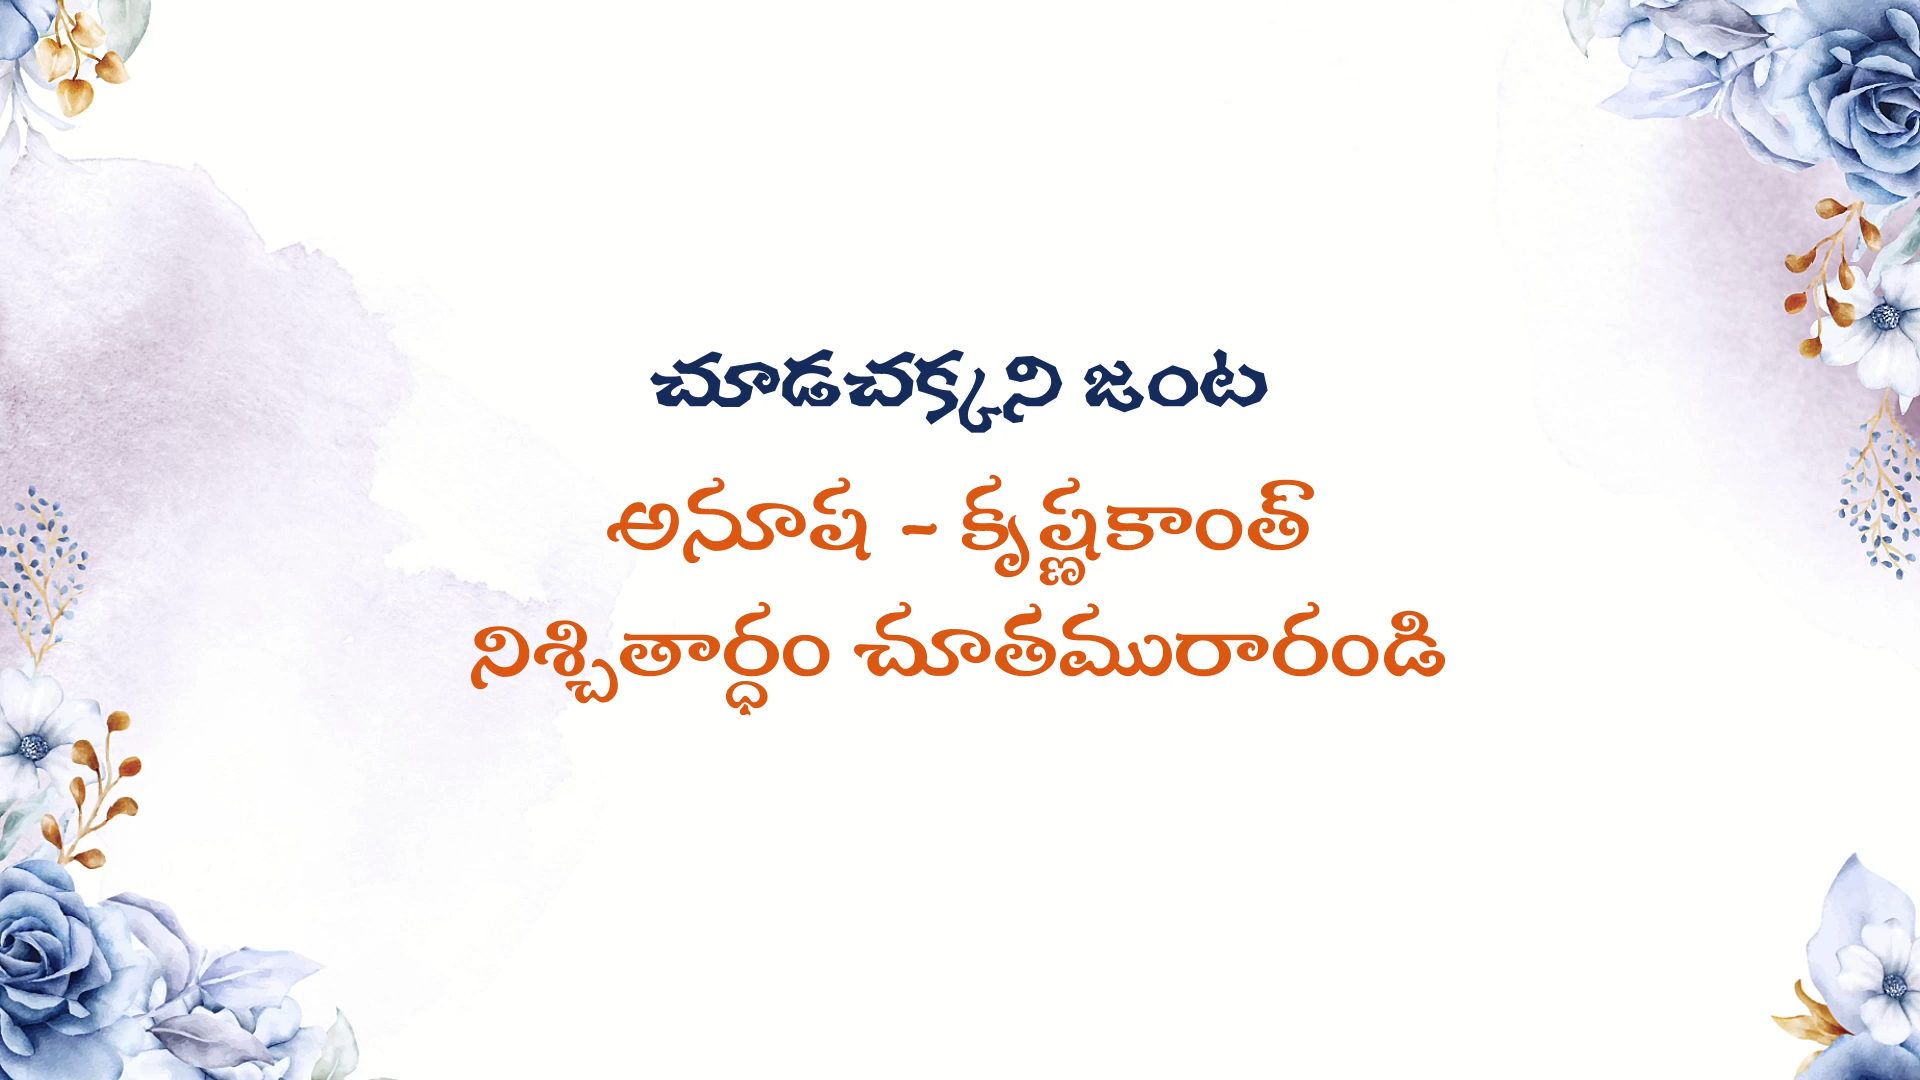 చూడచక్కని జంట
అనూష - కృష్ణకాంత్
నిశ్చితార్ధం చూతమురారండి